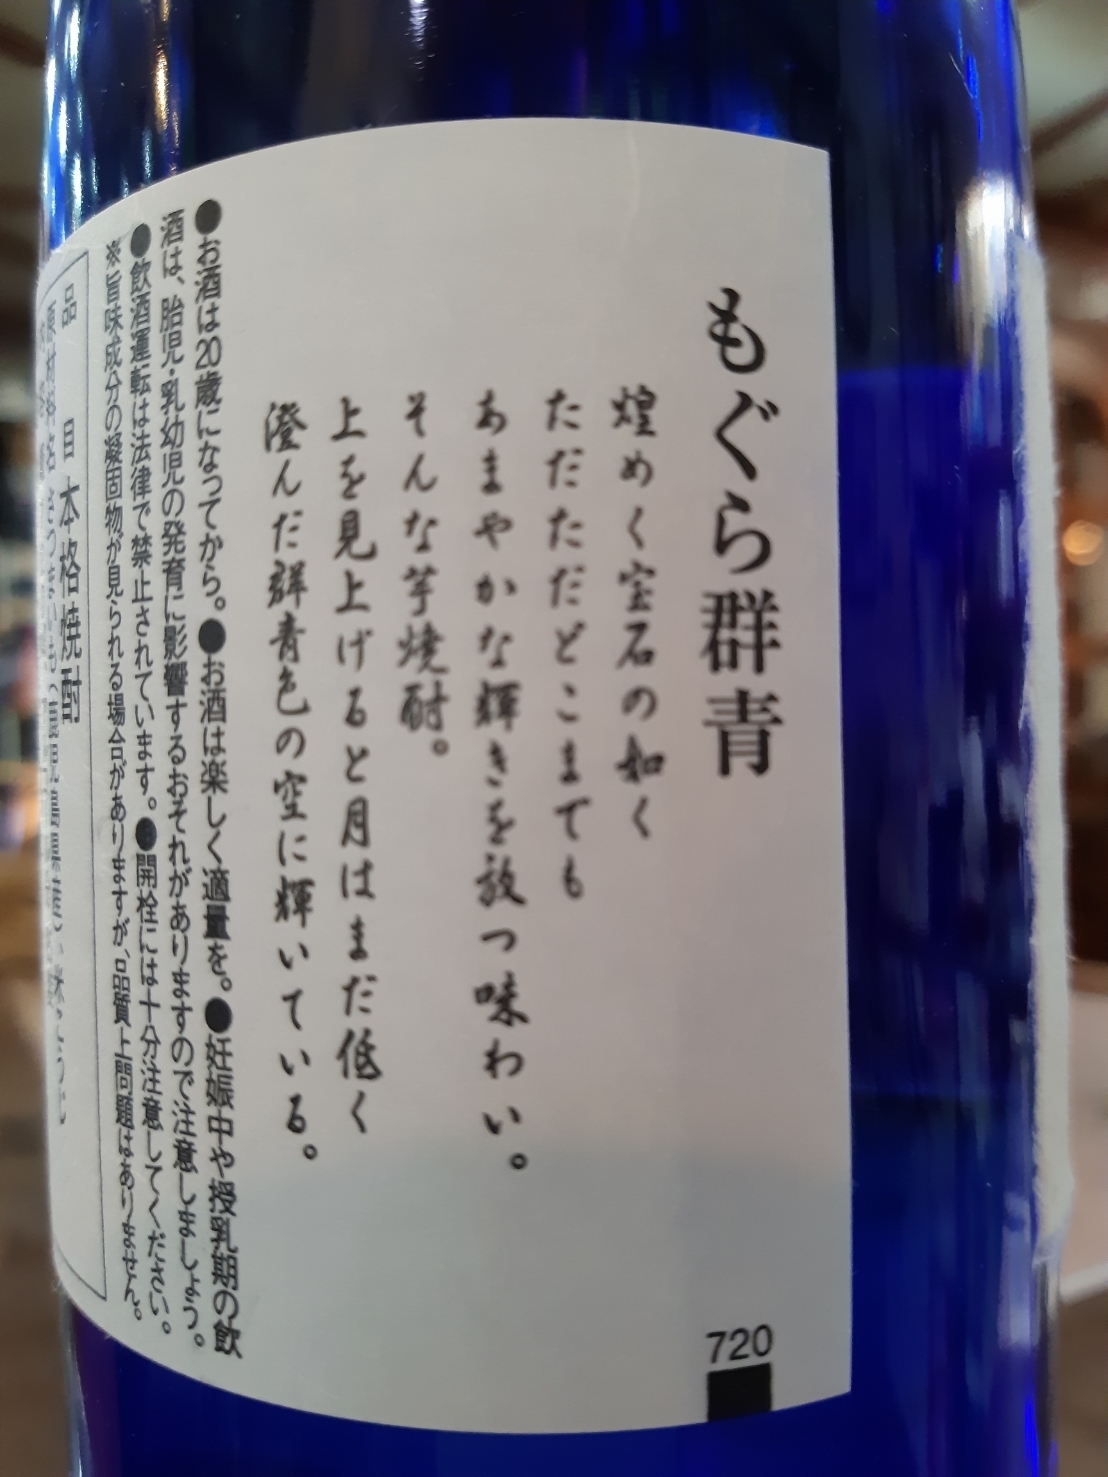 もぐら群青
煌めく宝石の如く
ただただどこまでも
あまやかな輝きを放つ味わい。
そんな芋焼酎。
上を見上げると月はまだ低く
澄んだ群青色の空に輝いている。
●お酒は20歳になってから。●お酒は楽しく適量を。●妊娠中や授乳期の飲
酒は、胎児・乳幼児の発育に影響するおそれがありますので注意しましょう。
●飲酒運転は法律で禁止されています。●開栓には十分注意してください。
※旨味成分の凝固物が見られる場合がありますが、品質上問題はありません。
品 目 本格焼酎
原材料名 さつまいも
720